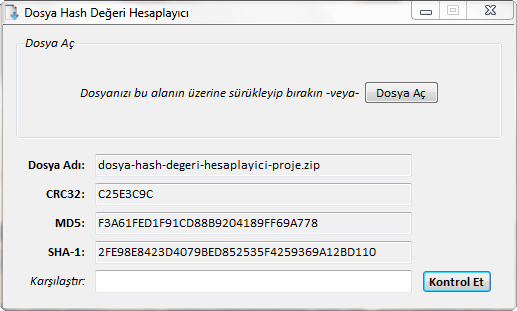 Dosya Hash Değeri Hesaplayıcı
Dosya Aç
Dosyanızı bu alanın üzerine sürükleyip bırakın -veya- Dosya Aç
Dosya Adı: dosya-hash-degeri-hesaplayici-proje.zip
CRC32: C25E3C9C
MD5: F3A61FED1F91CD88B9204189FF69A778
SHA-1: 2FE98E8423D4079BED852535F4259369A12BD110
Karşılaştır: Kontrol Et